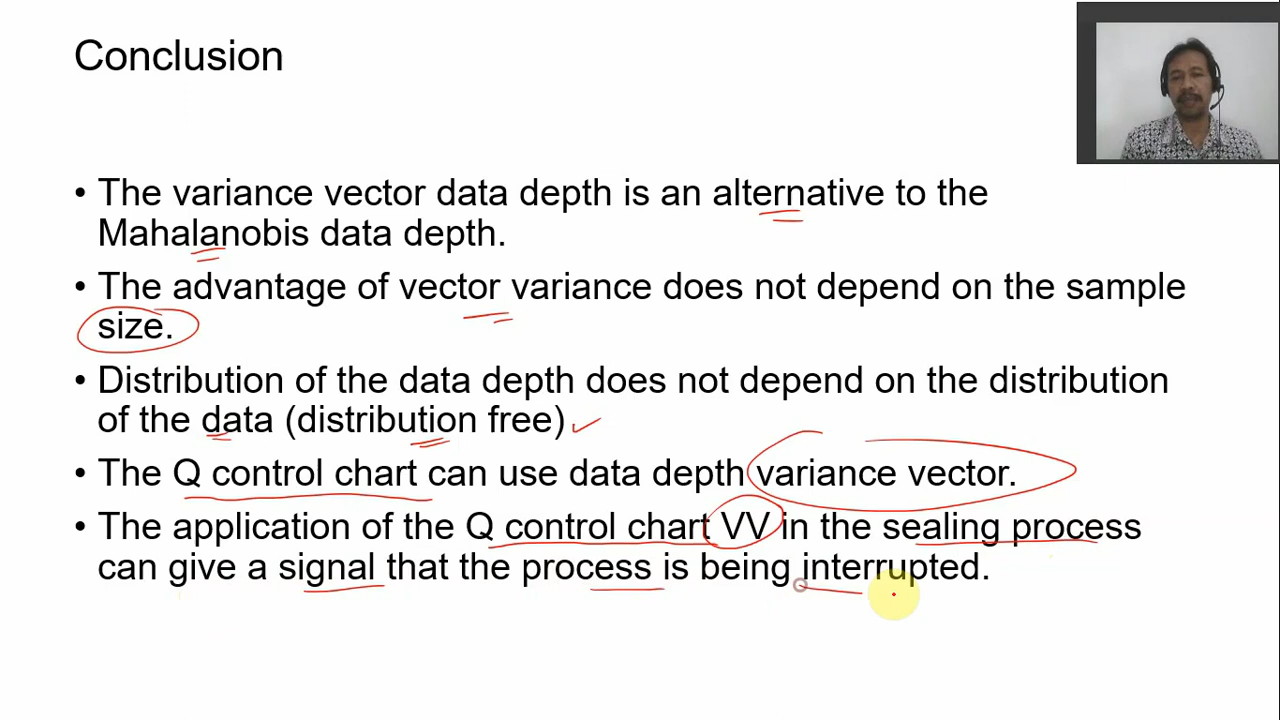 Conclusion
• The variance vector data depth is an alternative to the
Mahalanobis data depth.
• The advantage of vector variance does not depend on the sample
size.
• Distribution of the data depth does not depend on the distribution
of the data (distribution free)
• The Q control chart can use data depth variance vector.
• The application of the Q control chart VV in the sealing process
can give a signal that the process is being interrupted.